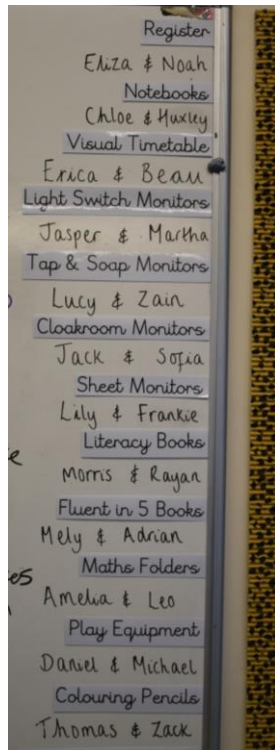 Register
Eliza & Noah
Notebooks
Chloe & Huxley
Visual Timetable
Erica & Beau
Light Switch Monitors
Jasper & Martha
Tap & Soap Monitors
Lucy & Zain
Cloakroom Monitors
Jack & Sofia
Sheet Monitors
Lily & Frankie
Literacy Books
Morris & Rayan
Fluent in 5 Books
Mely & Adrian
Maths Folders
Amelia & Leo
Play Equipment
Daniel & Michael
Colouring Pencils
Thomas & Zack